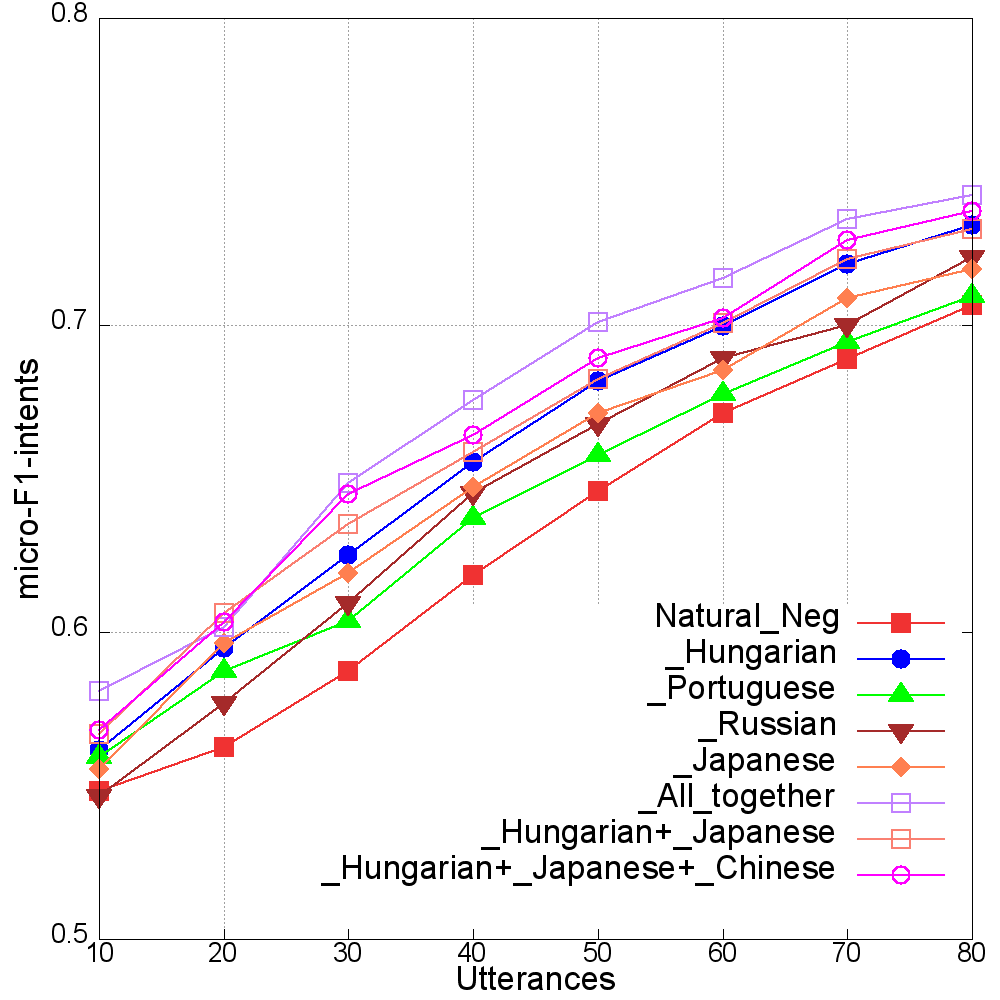 0.8
0.7
0.6
0.5
micro-F1-intents
Natural_Neg
_Hungarian
_Portuguese
_Russian
_Japanese
_All_together
_Hungarian+_Japanese
_Hungarian+_Japanese+_Chinese
10 20 30 40 50 60 70 80
Utterances